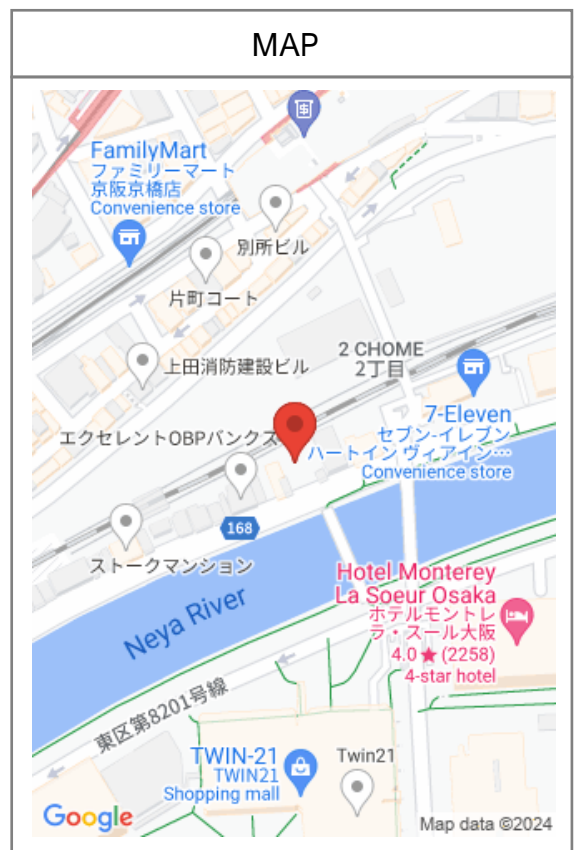 MAP
FamilyMart
ファミリーマート
京阪京橋店
Convenience store
別所ビル
片町コート
上田消防建設ビル
2 CHOME
2丁目
7-Eleven
セブン-イレブン
ハートイン ヴィアイン…
Convenience store
エクセレントOBPバンクス
168
ストークマンション
Neya River
Hotel Monterey
La Soeur Osaka
ホテルモントレ
ラ・スール大阪
4.0★(2258)
4-star hotel
東区第8201号線
TWIN-21
TWIN21
Shopping mall
Twin21
Google
Map data ©2024